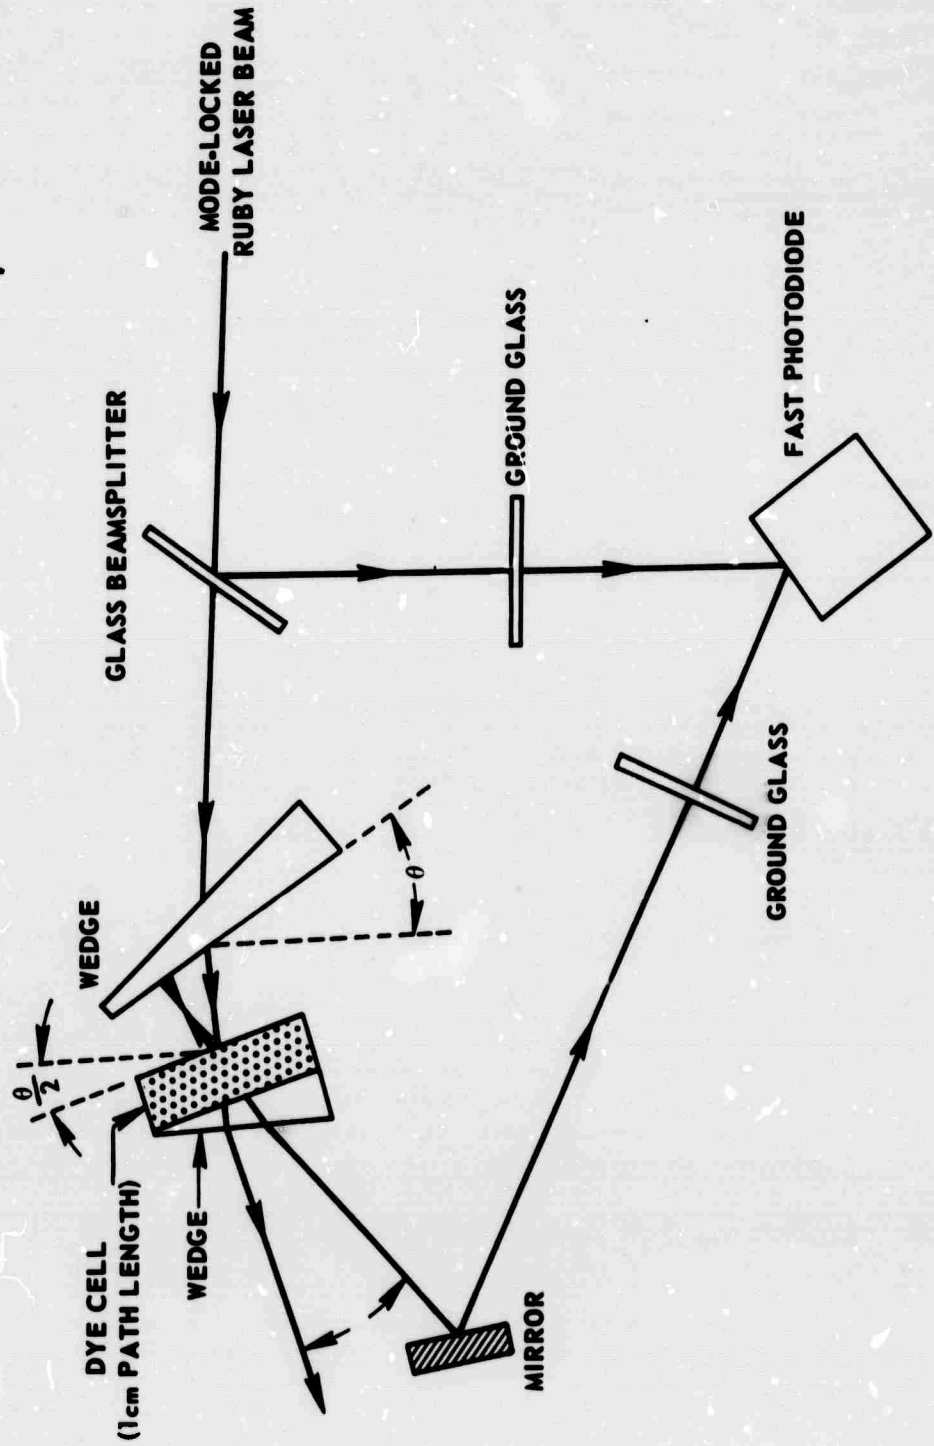 MODE-LOCKED
RUBY LASER BEAM
GLASS BEAMSPLITTER
GROUND GLASS
FAST PHOTODIODE
WEDGE
θ
θ/2
GROUND GLASS
DYE CELL
(1cm PATH LENGTH)
WEDGE
MIRROR